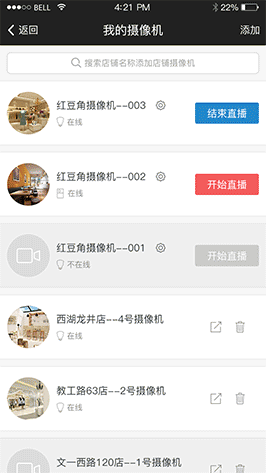 BELL 4:21 PM 22%
返回 我的摄像机 添加
搜索店铺名称添加店铺摄像机
红豆角摄像机--003
在线
结束直播
红豆角摄像机--002
在线
开始直播
红豆角摄像机--001
不在线
开始直播
西湖龙井店--4号摄像机
在线
教工路63店--2号摄像机
在线
文一西路120店--1号摄像机